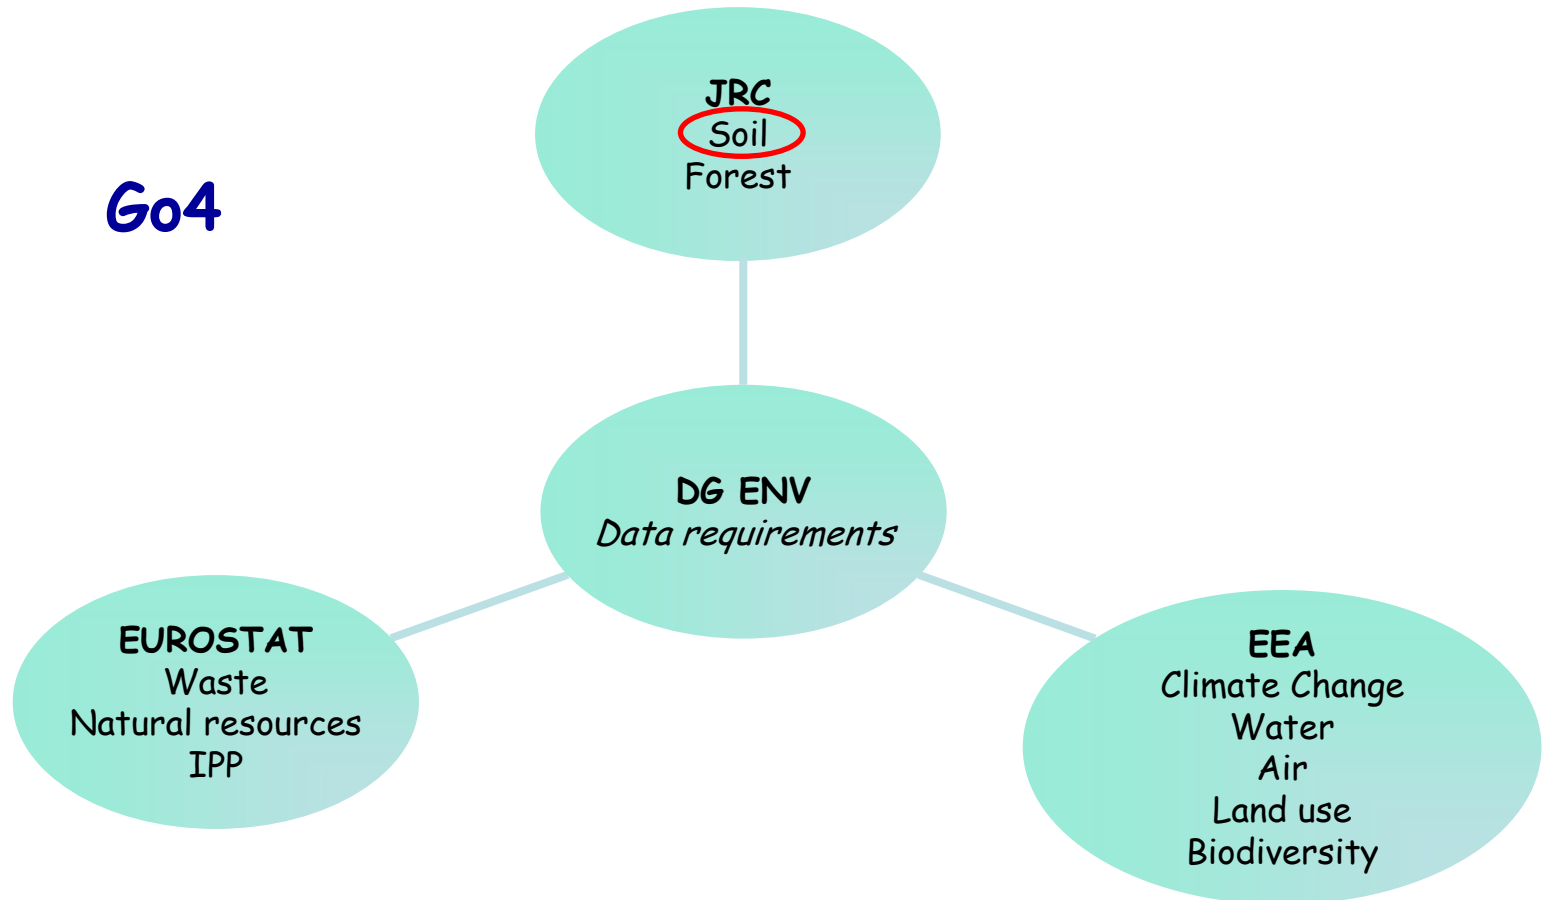 JRC
Soil
Forest
Go4
DG ENV
Data requirements
EUROSTAT
Waste
Natural resources
IPP
EEA
Climate Change
Water
Air
Land use
Biodiversity